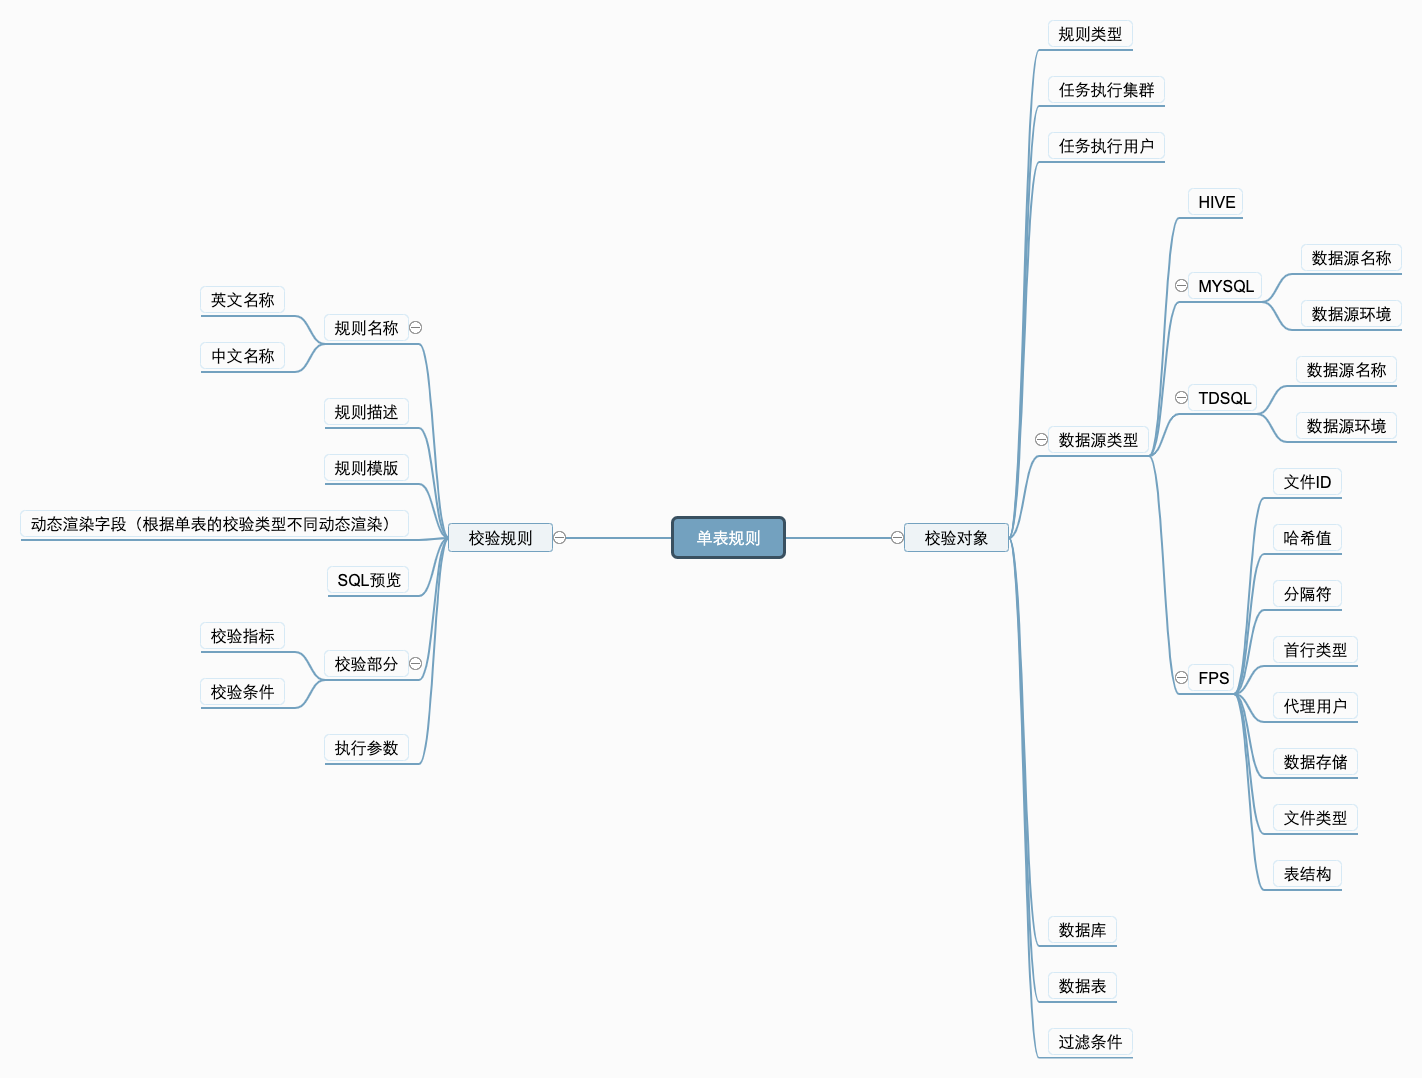 单表规则
校验规则
规则名称
英文名称
中文名称
规则描述
规则模版
动态渲染字段（根据单表的校验类型不同动态渲染）
SQL预览
校验部分
校验指标
校验条件
执行参数
校验对象
规则类型
任务执行集群
任务执行用户
数据源类型
HIVE
MYSQL
数据源名称
数据源环境
TDSQL
数据源名称
数据源环境
FPS
文件ID
哈希值
分隔符
首行类型
代理用户
数据存储
文件类型
表结构
数据库
数据表
过滤条件